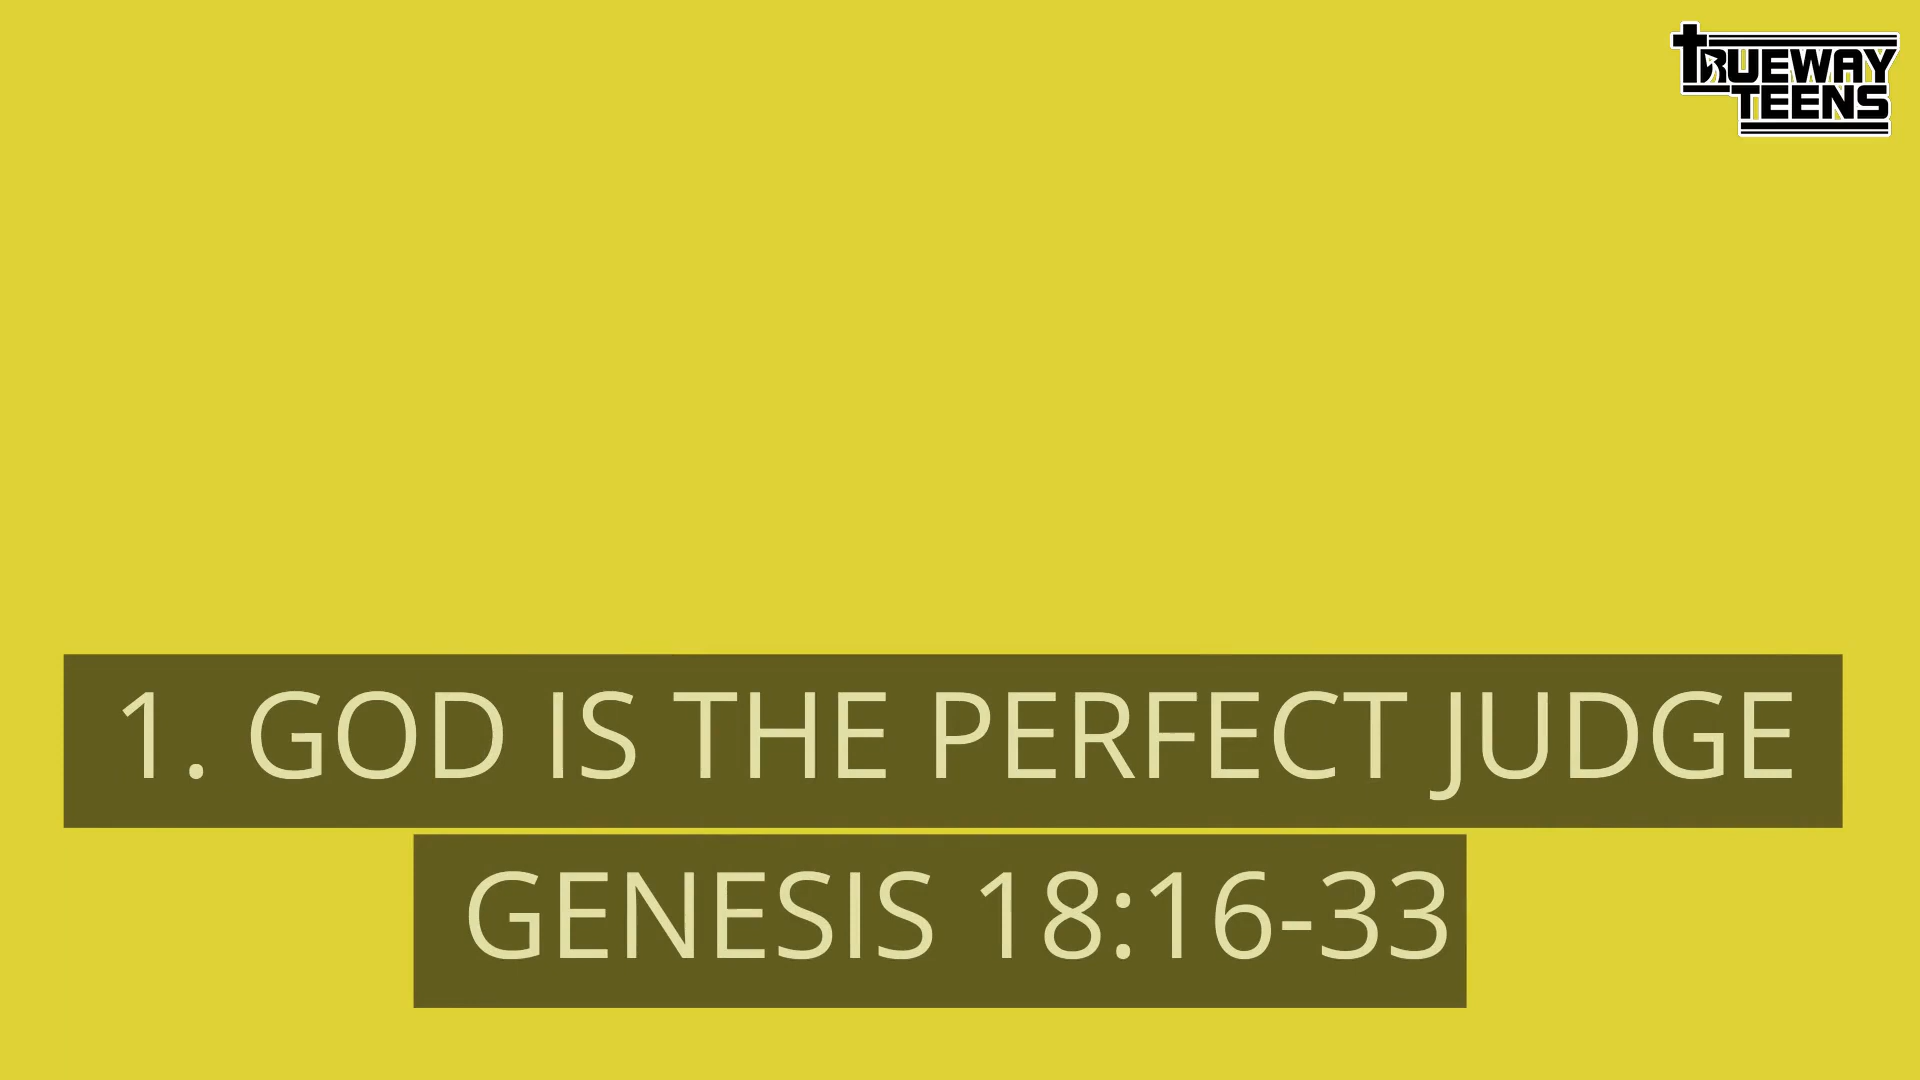 TRUEWAY
TEENS
1. GOD IS THE PERFECT JUDGE
GENESIS 18:16-33